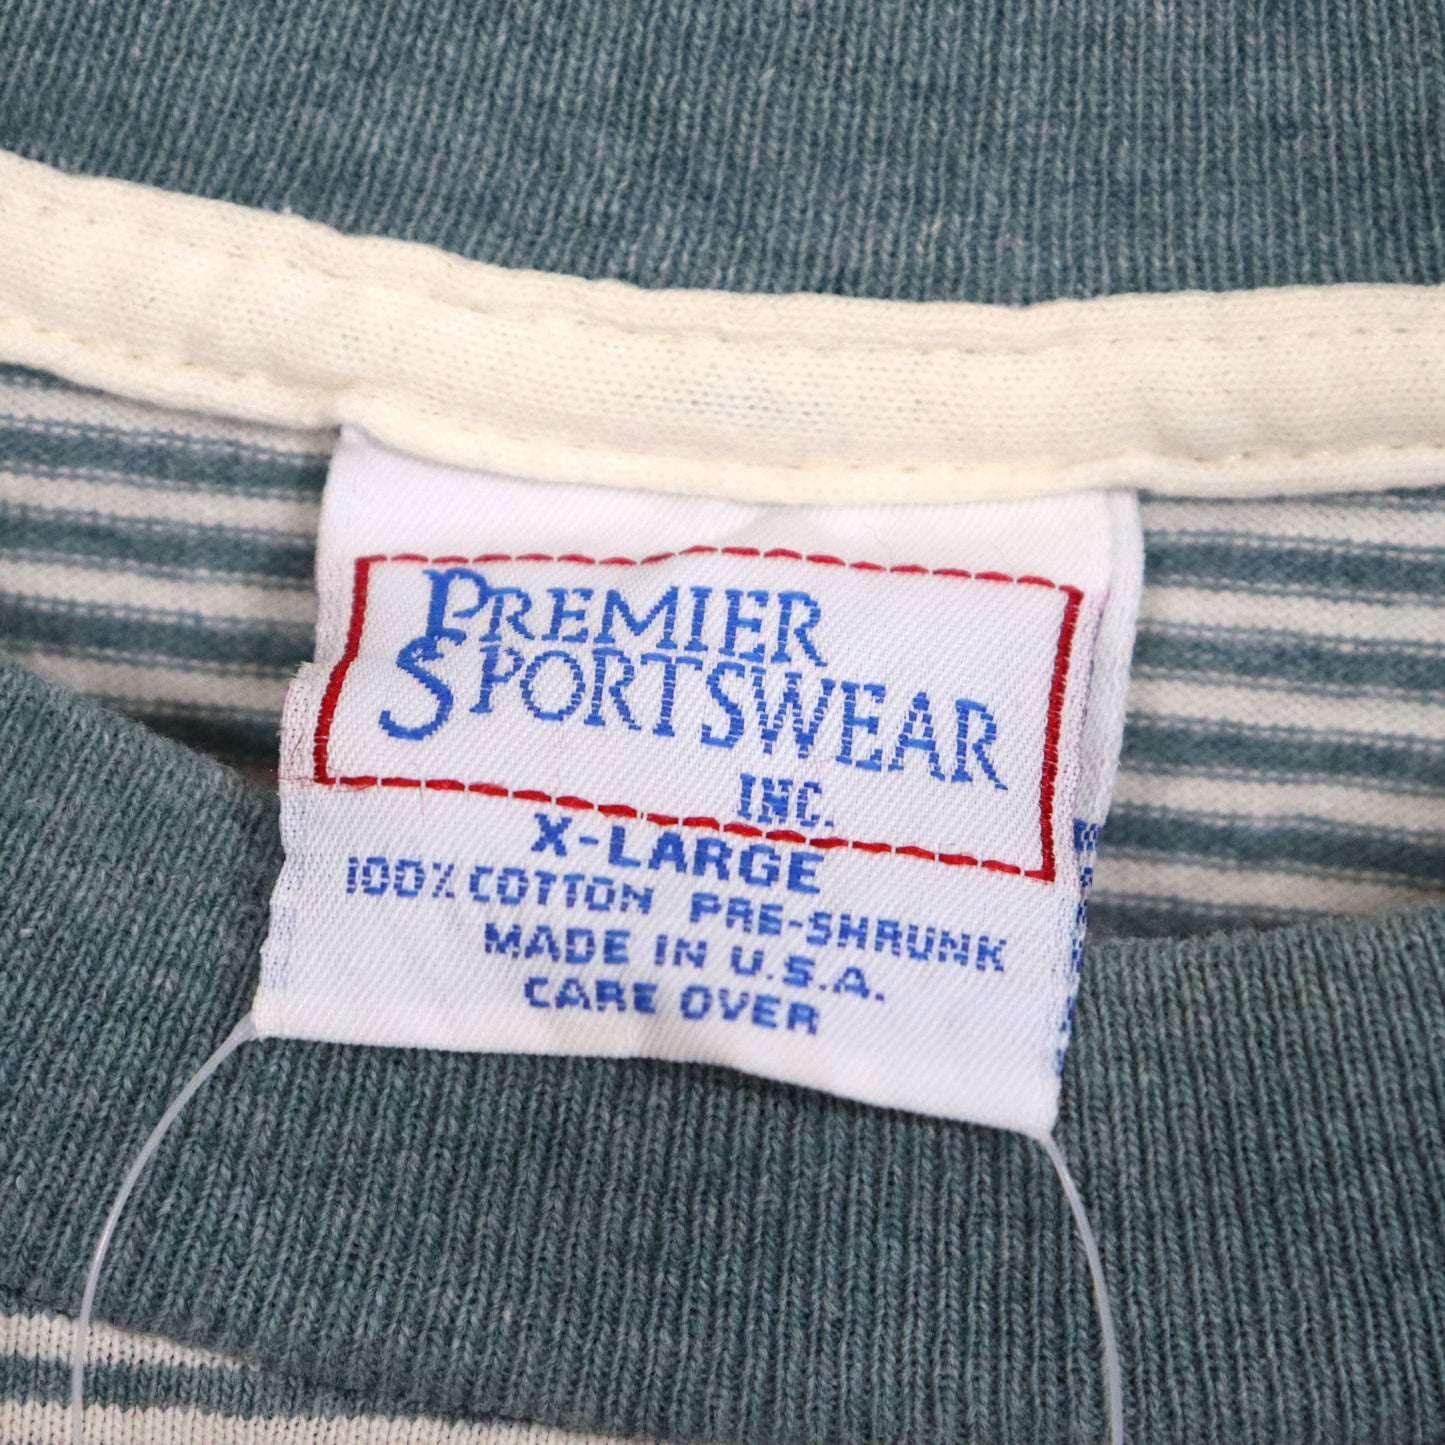 PREMIER
SPORTSWEAR
INC.
X-LARGE
100% COTTON PRE-SHRUNK
MADE IN U.S.A.
CARE OVER